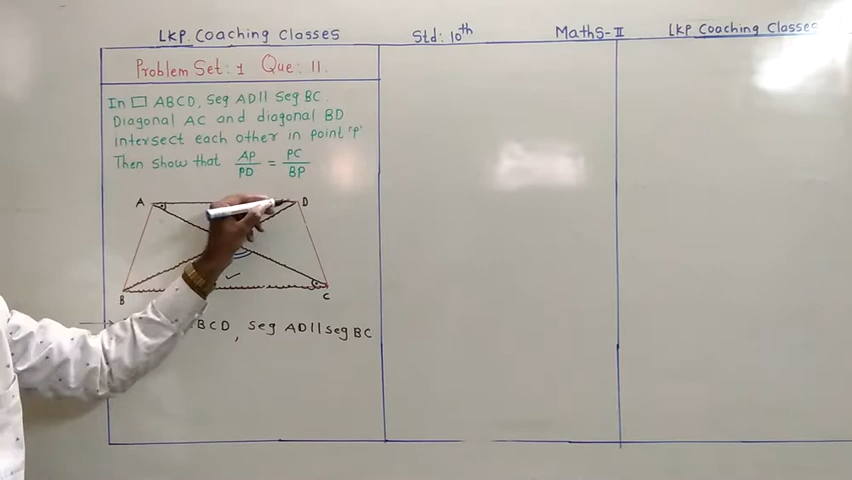 LKP. Coaching Classes
Std: 10th
Maths-II
LKP Coaching Classes
Problem Set: 1 Que: 11.
In □ ABCD, Seg AD || Seg BC.
Diagonal AC and diagonal BD
intersect each other in point 'p'
Then show that AP/PD = PC/BP
A
D
B
C
BCD, seg AD || seg BC